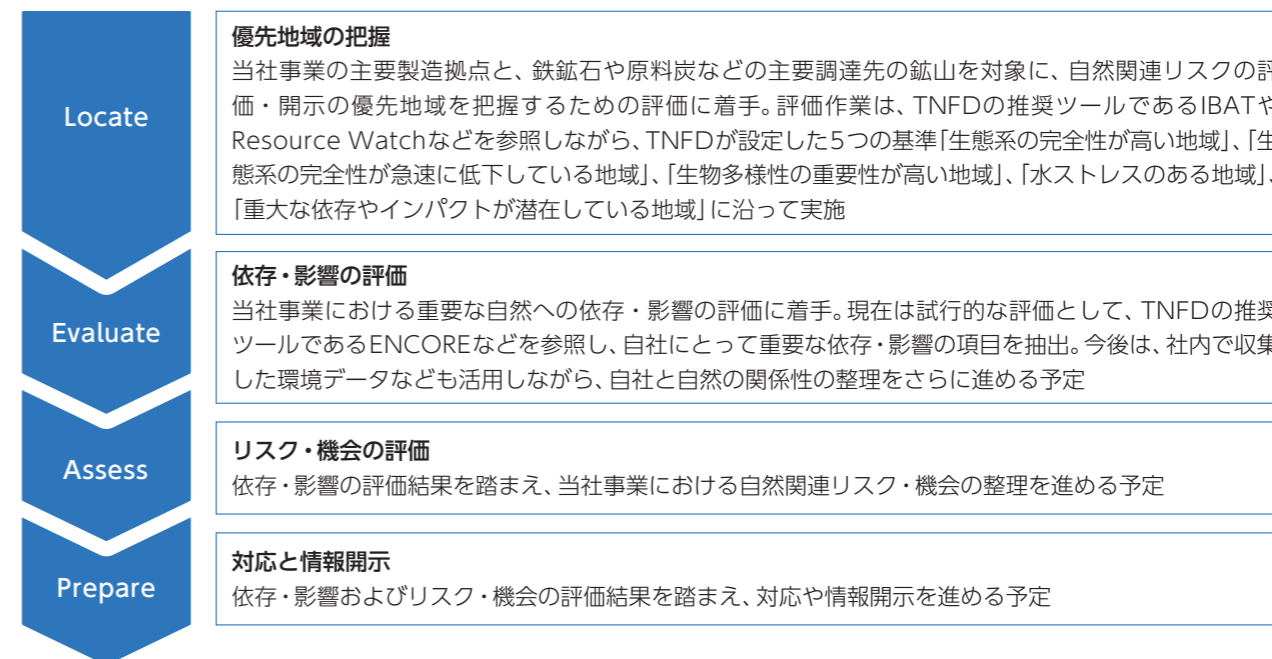 Locate
優先地域の把握
当社事業の主要製造拠点と、鉄鉱石や原料炭などの主要調達先の鉱山を対象に、自然関連リスクの評
価・開示の優先地域を把握するための評価に着手。評価作業は、TNFDの推奨ツールであるIBATや
Resource Watchなどを参照しながら、TNFDが設定した5つの基準「生態系の完全性が高い地域」、「生
態系の完全性が急速に低下している地域」、「生物多様性の重要性が高い地域」、「水ストレスのある地域」、
「重大な依存やインパクトが潜在している地域」に沿って実施
Evaluate
依存・影響の評価
当社事業における重要な自然への依存・影響の評価に着手。現在は試行的な評価として、TNFDの推奨
ツールであるENCOREなどを参照し、自社にとって重要な依存・影響の項目を抽出。今後は、社内で収集
した環境データなども活用しながら、自社と自然の関係性の整理をさらに進める予定
Assess
リスク・機会の評価
依存・影響の評価結果を踏まえ、当社事業における自然関連リスク・機会の整理を進める予定
Prepare
対応と情報開示
依存・影響およびリスク・機会の評価結果を踏まえ、対応や情報開示を進める予定